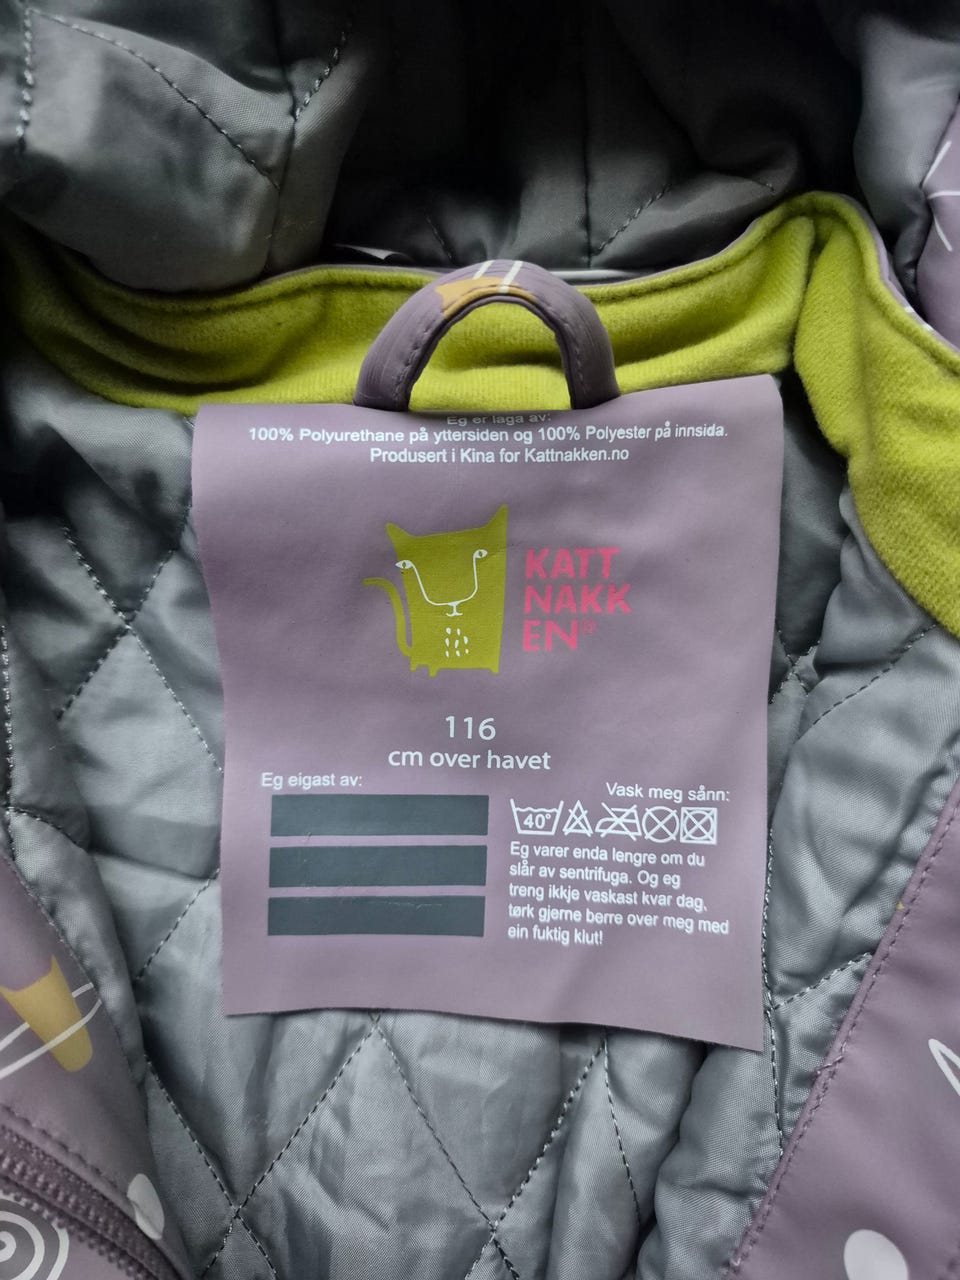 Eg er laga av:
100% Polyurethane på yttersiden og 100% Polyester på innsida.
Produsert i Kina for Kattnakken.no
KATT
NAKK
EN®
116
cm over havet
Eg eigast av:
Vask meg sånn:
40°
Eg varer enda lengre om du
slår av sentrifuga. Og eg
treng ikkje vaskast kvar dag,
tørk gjerne berre over meg med
ein fuktig klut!